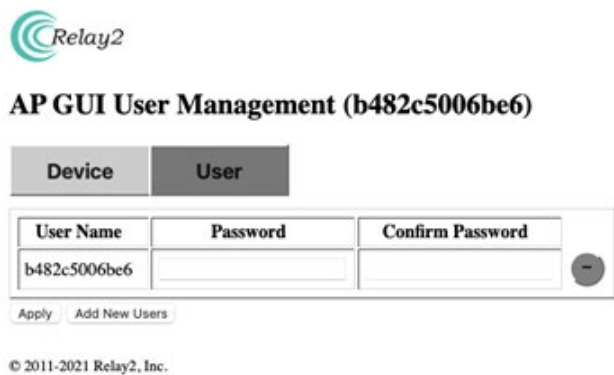 Relay2
AP GUI User Management (b482c5006be6)
Device User
User Name Password Confirm Password
b482c5006be6 -
Apply Add New Users
© 2011-2021 Relay2, Inc.